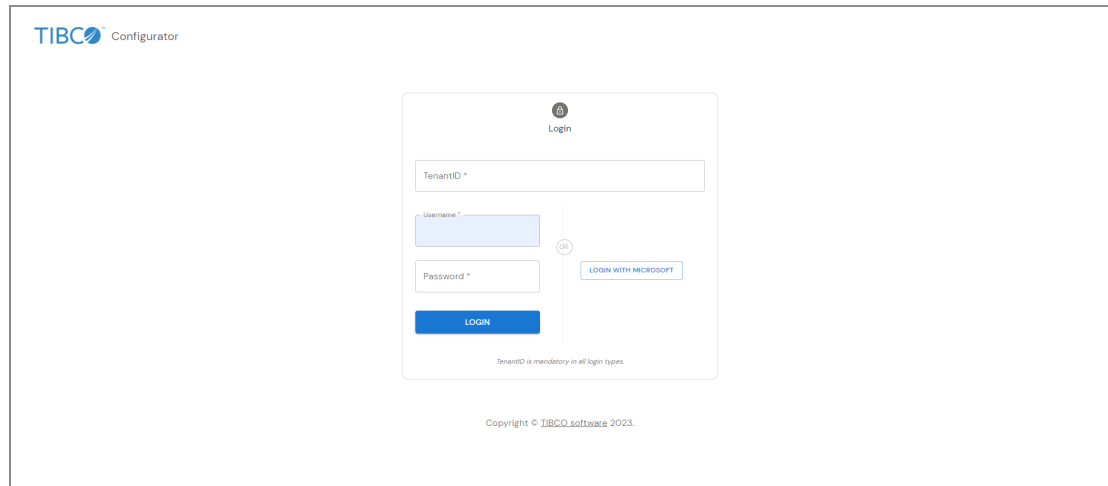 TIBCO™ Configurator
Login
TenantID *
Username *
OR
Password *
LOGIN WITH MICROSOFT
LOGIN
TenantID is mandatory in all login types.
Copyright © TIBCO software 2023.